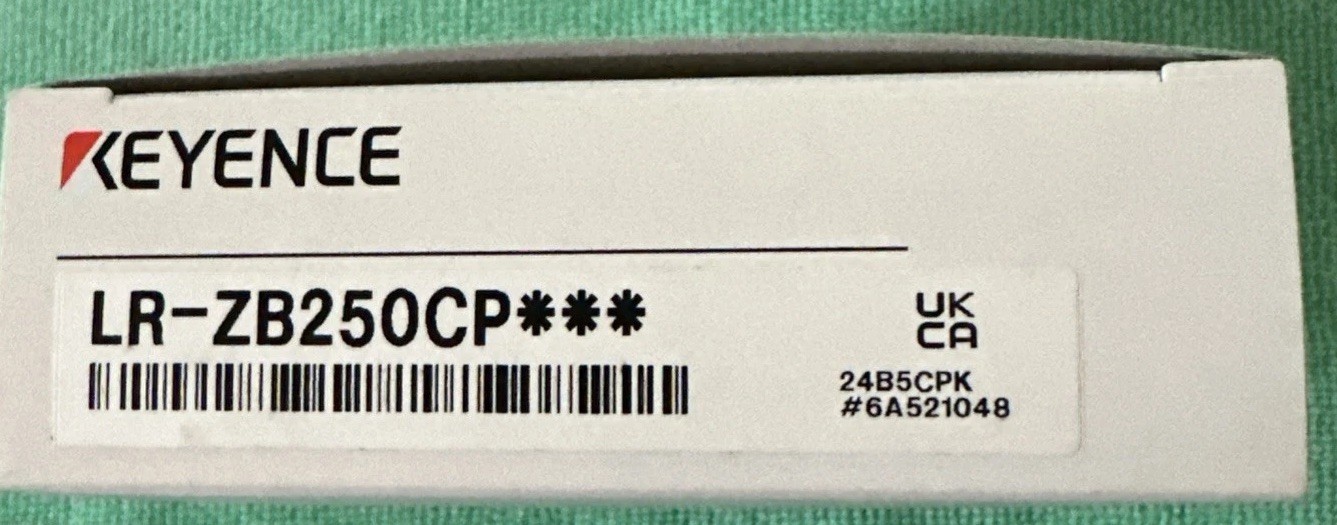 KEYENCE
LR-ZB250CP***
UK
CA
24B5CPK
#6A521048